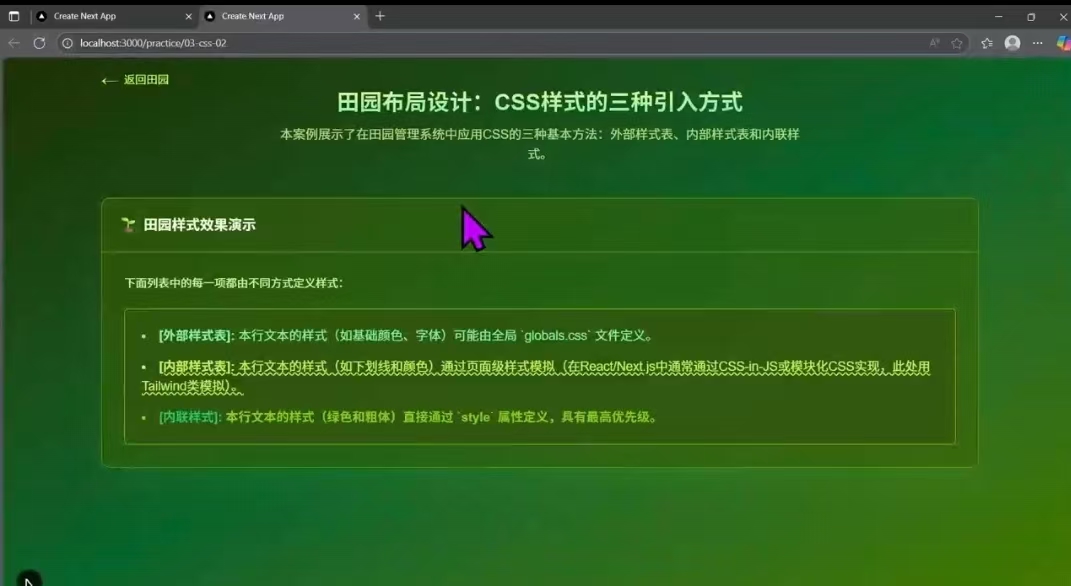 Create Next App
Create Next App
localhost:3000/practice/03-css-02
← 返回田园
田园布局设计：CSS样式的三种引入方式
本案例展示了在田园管理系统中应用CSS的三种基本方法：外部样式表、内部样式表和内联样
式。
田园样式效果演示
下面列表中的每一项都由不同方式定义样式：
• [外部样式表]: 本行文本的样式（如基础颜色、字体）可能由全局 `globals.css` 文件定义。
• [内部样式表]: 本行文本的样式（如下划线和颜色）通过页面级样式模拟（在React/Next.js中通常通过CSS-in-JS或模块化CSS实现，此处用
Tailwind类模拟）。
• [内联样式]: 本行文本的样式（绿色和粗体）直接通过 `style` 属性定义，具有最高优先级。